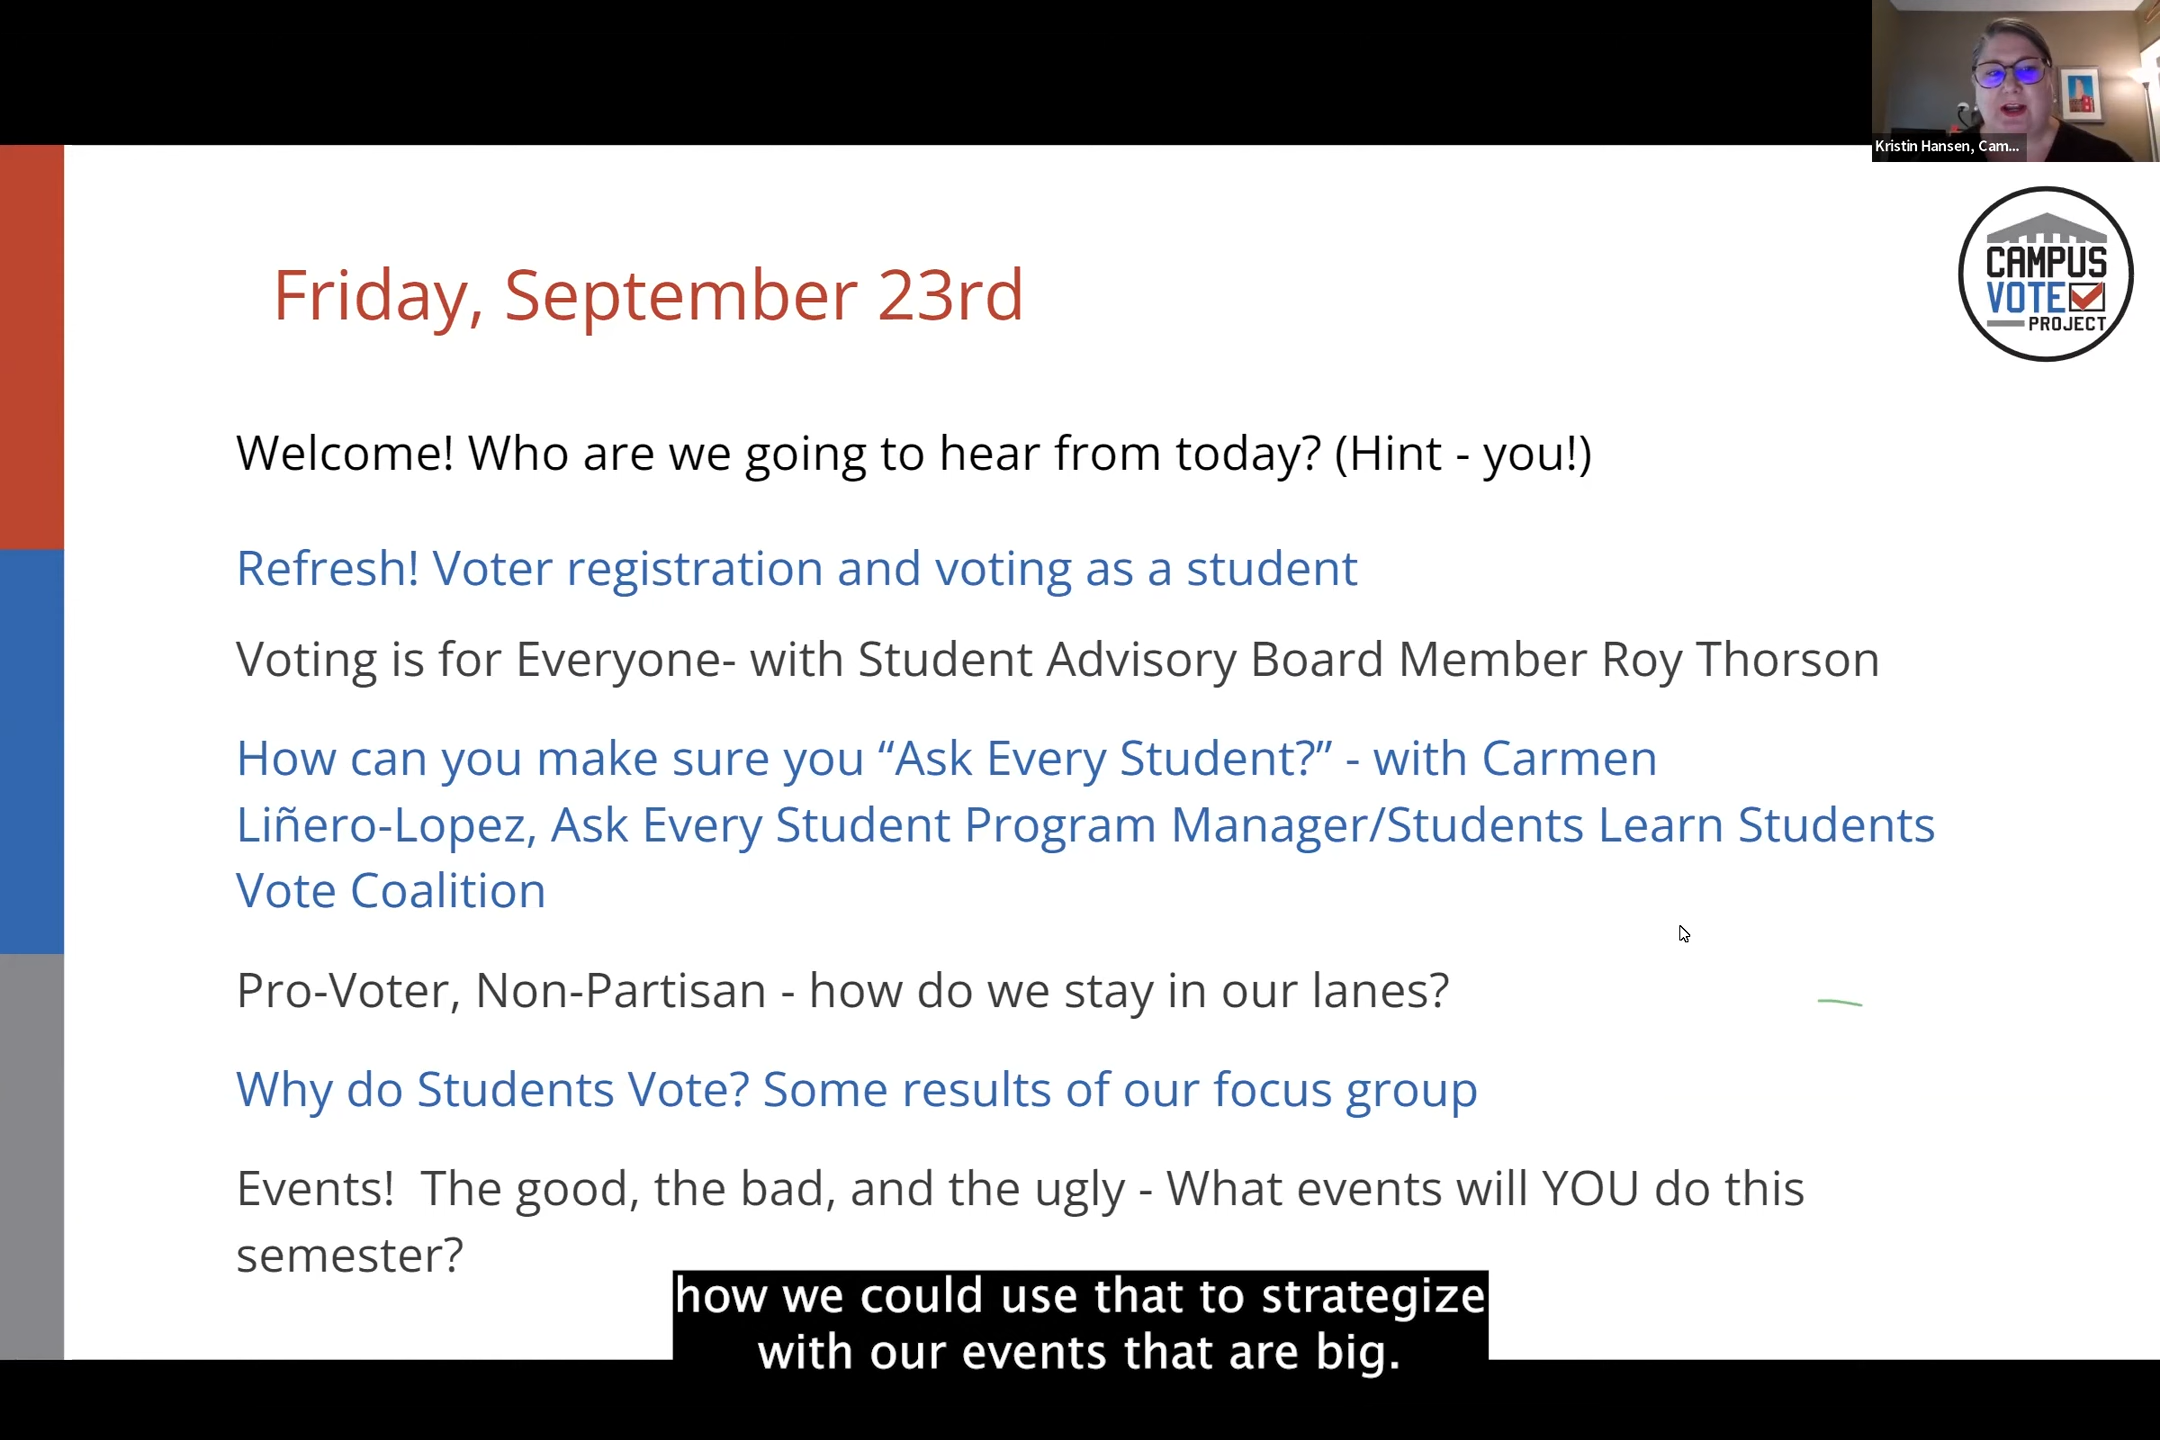 Kristin Hansen, Cam...
CAMPUS
VOTE
PROJECT
Friday, September 23rd
Welcome! Who are we going to hear from today? (Hint - you!)
Refresh! Voter registration and voting as a student
Voting is for Everyone- with Student Advisory Board Member Roy Thorson
How can you make sure you “Ask Every Student?” - with Carmen
Liñero-Lopez, Ask Every Student Program Manager/Students Learn Students
Vote Coalition
Pro-Voter, Non-Partisan - how do we stay in our lanes?
Why do Students Vote? Some results of our focus group
Events!  The good, the bad, and the ugly - What events will YOU do this
semester?
how we could use that to strategize
with our events that are big.